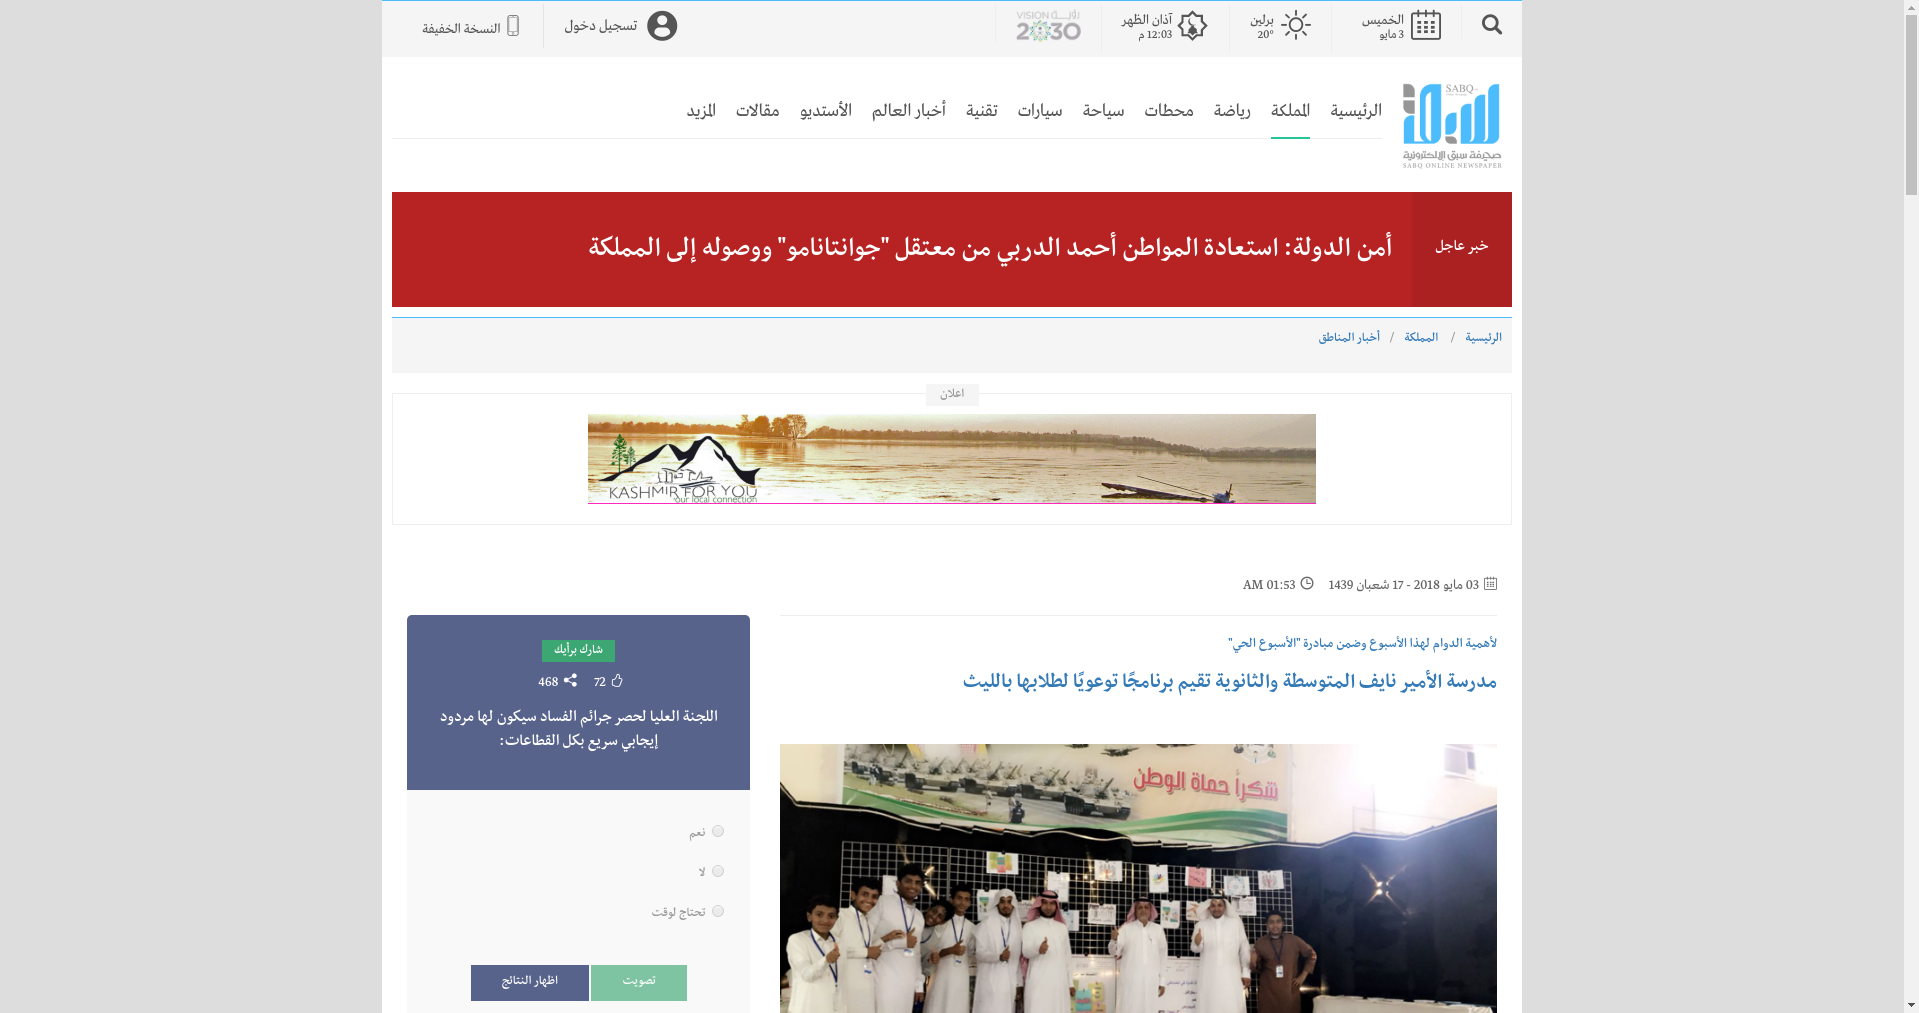 الخميس
3 مايو
برلين
20°
آذان الظهر
12:03 م
VISION رؤية
2030
تسجيل دخول
النسخة الخفيفة
SABQ
سبق
صحيفة سبق الإلكترونية
SABQ ONLINE NEWSPAPER
الرئيسية
المملكة
رياضة
محطات
سياحة
سيارات
تقنية
أخبار العالم
الأستديو
مقالات
المزيد
خبر عاجل
أمن الدولة: استعادة المواطن أحمد الدربي من معتقل "جوانتانامو" ووصوله إلى المملكة
الرئيسية / المملكة / أخبار المناطق
اعلان
KASHMIR FOR YOU
our local connection
03 مايو 2018 - 17 شعبان 1439 01:53 AM
لأهمية الدوام لهذا الأسبوع وضمن مبادرة "الأسبوع الحي"
مدرسة الأمير نايف المتوسطة والثانوية تقيم برنامجًا توعويًا لطلابها بالليث
شكراً حماة الوطن
شارك برأيك
72 468
اللجنة العليا لحصر جرائم الفساد سيكون لها مردود
إيجابي سريع بكل القطاعات:
نعم
لا
تحتاج لوقت
تصويت
اظهار النتائج